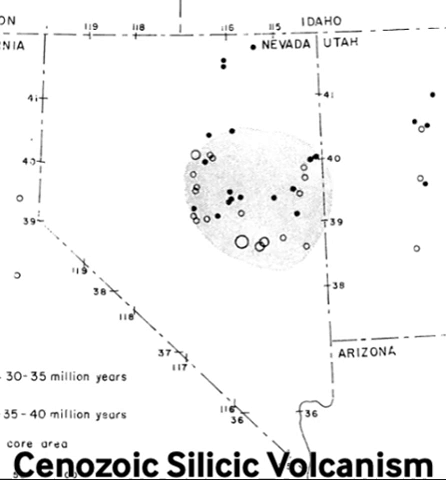 ON
119 118 116 115 IDAHO
NIA
NEVADA UTAH
41 41
40 40
39 39
119
38 38
118
37
117
ARIZONA
30-35 million years
116
36 36
35-40 million years
core area
Cenozoic Silicic Volcanism